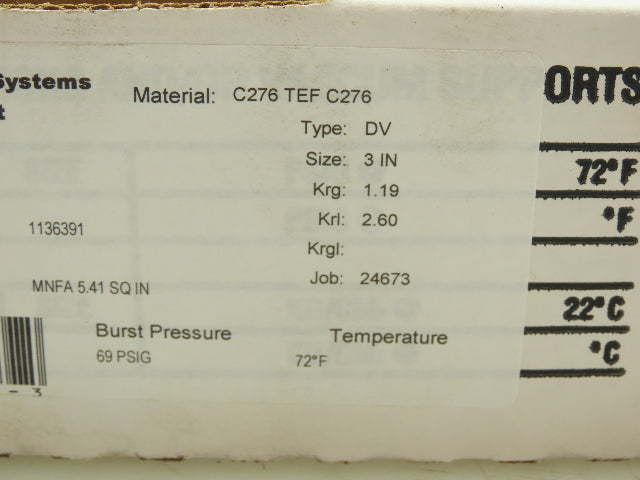 Systems
t
Material: C276 TEF C276
ORTS
Type: DV
Size: 3 IN
72°F
Krg: 1.19
Krl: 2.60
°F
1136391
Krgl:
Job: 24673
MNFA 5.41 SQ IN
22°C
Burst Pressure
Temperature
69 PSIG
72°F
°C
- 3